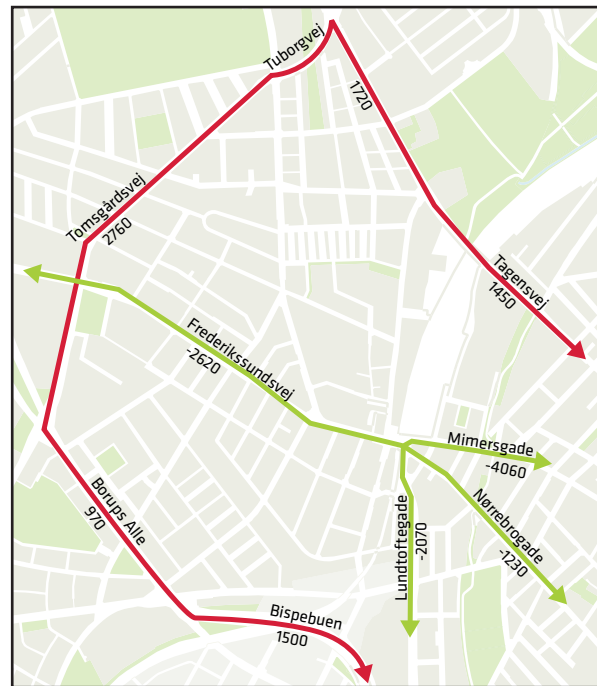 Tuborgvej
1720
Tomsgårdsvej
2760
Tagensvej
1450
Frederikssundsvej
-2620
Mimersgade
-4060
Nørrebrogade
-1230
Lundtoftegade
-2070
Borups Alle
970
Bispebuen
1500